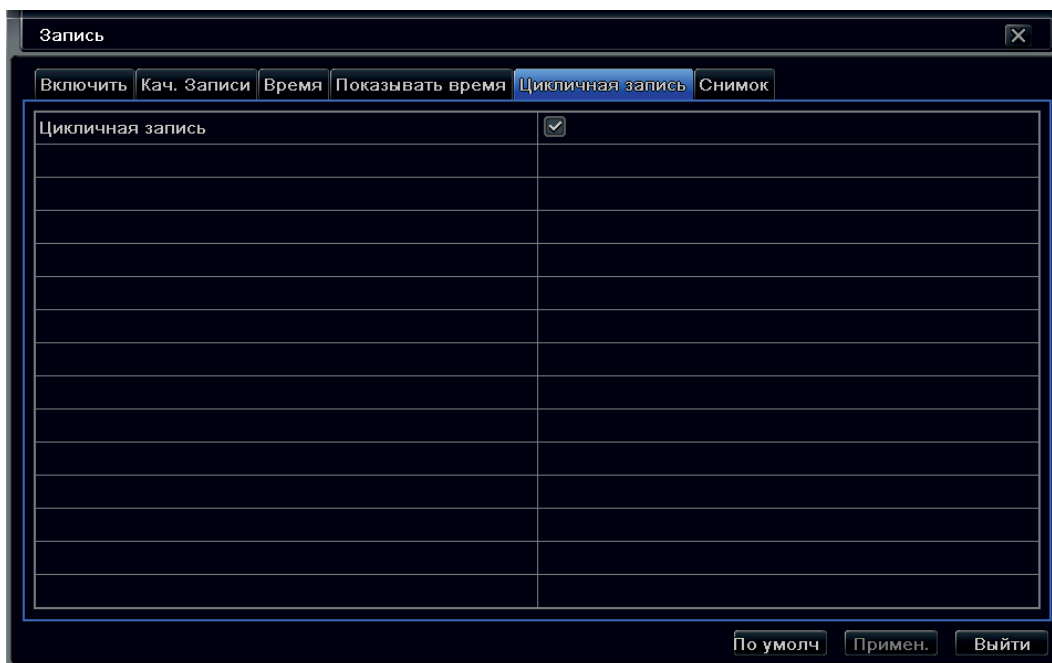 Запись
Включить Кач. Записи Время Показывать время Цикличная запись Снимок
Цикличная запись
По умолч Примен. Выйти